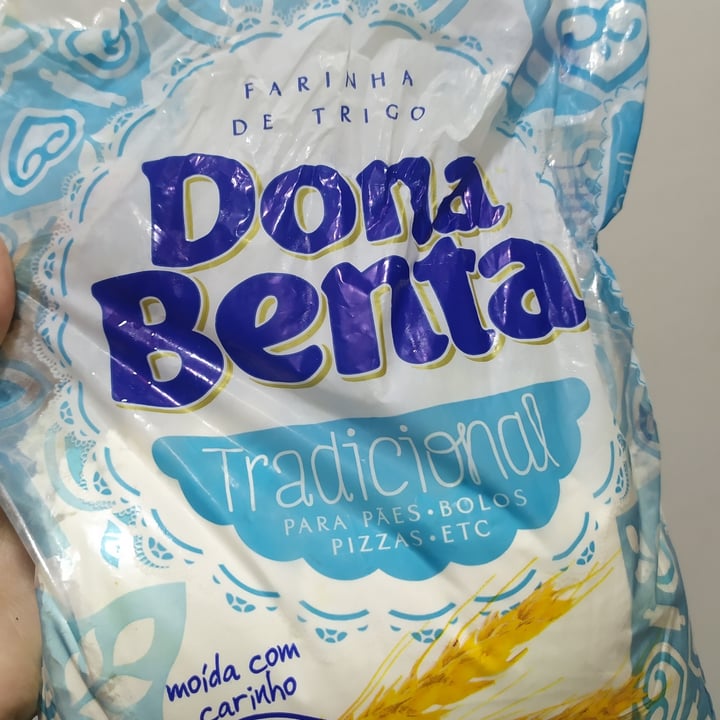 FARINHA
DE TRIGO
Dona
Benta
Tradicional
PARA PÃES • BOLOS
PIZZAS • ETC
moída com
carinho